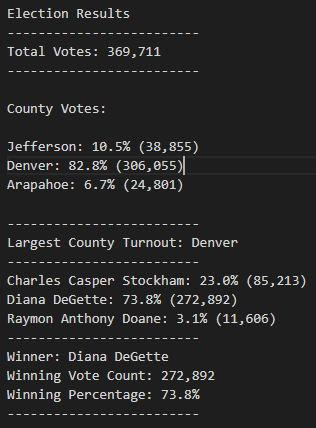 Election Results
-------------------------
Total Votes: 369,711
-------------------------
County Votes:
Jefferson: 10.5% (38,855)
Denver: 82.8% (306,055)
Arapahoe: 6.7% (24,801)
-------------------------
Largest County Turnout: Denver
-------------------------
Charles Casper Stockham: 23.0% (85,213)
Diana DeGette: 73.8% (272,892)
Raymon Anthony Doane: 3.1% (11,606)
-------------------------
Winner: Diana DeGette
Winning Vote Count: 272,892
Winning Percentage: 73.8%
-------------------------